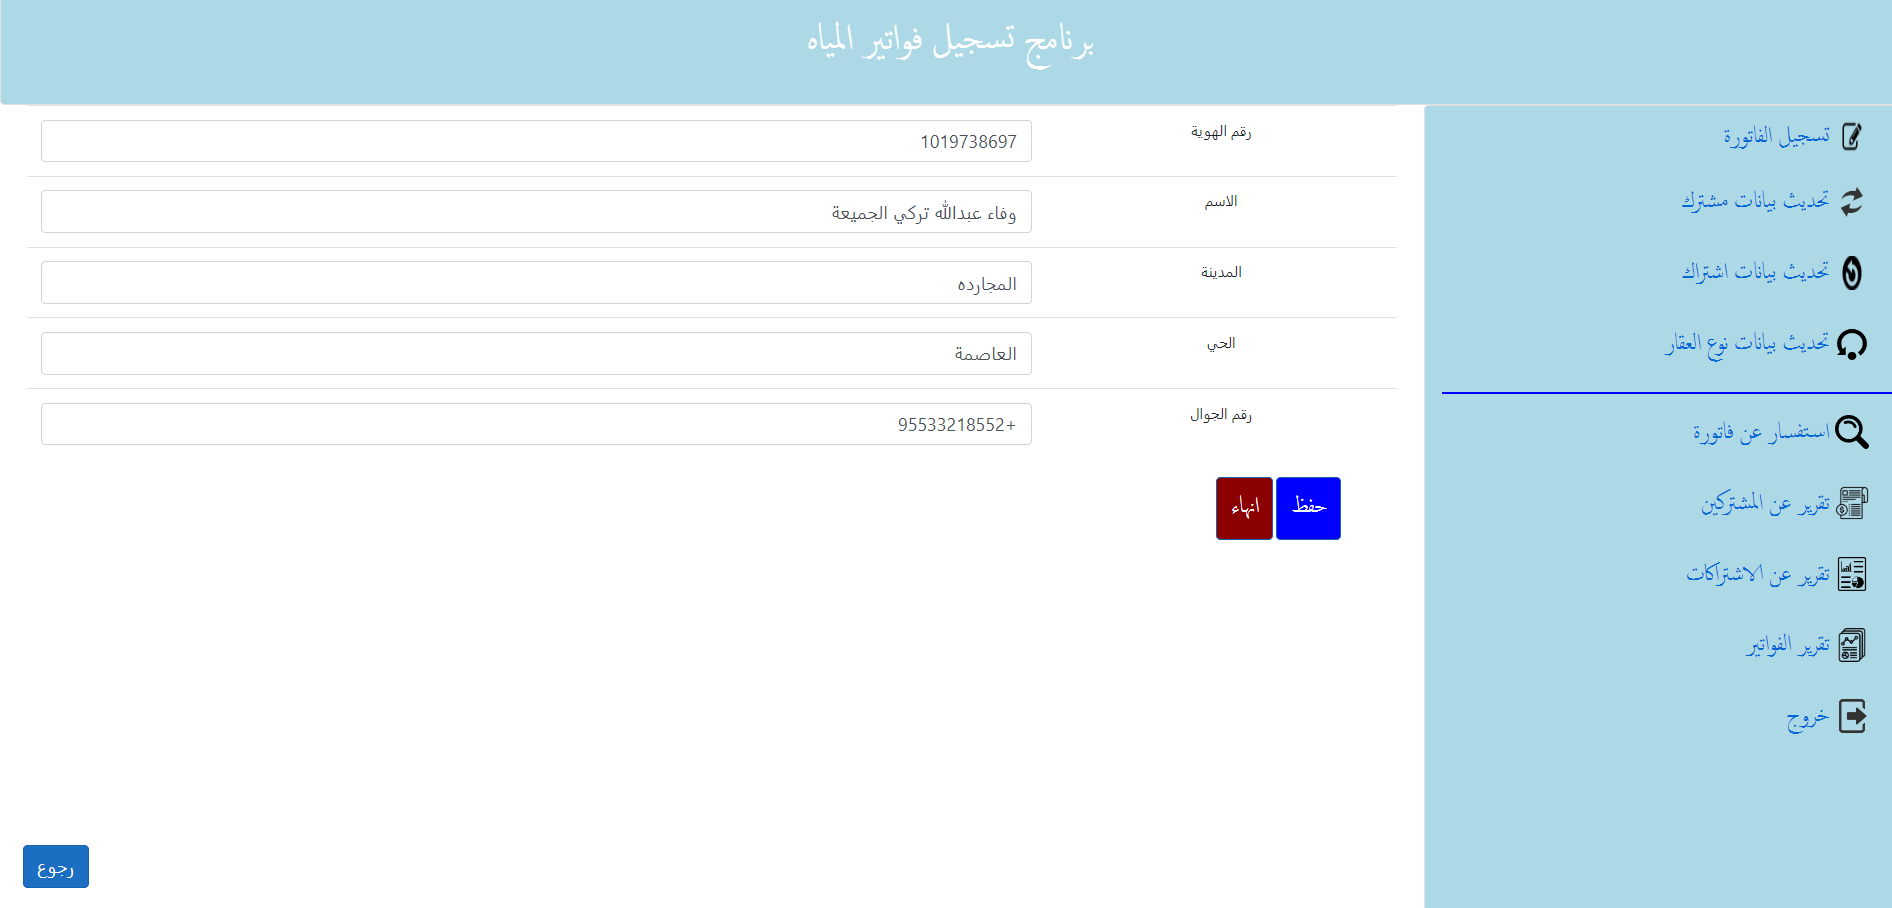 برنامج تسجيل فواتير المياه
تسجيل الفاتورة
تحديث بيانات مشترك
تحديث بيانات اشتراك
تحديث بيانات نوع العقار
استفسار عن فاتورة
تقرير عن المشتركين
تقرير عن الاشتراكات
تقرير الفواتير
خروج
رقم الهوية 1019738697
الاسم وفاء عبدالله تركي الجميعة
المدينة المجارده
الحي العاصمة
رقم الجوال 95533218552+
حفظ انهاء
رجوع